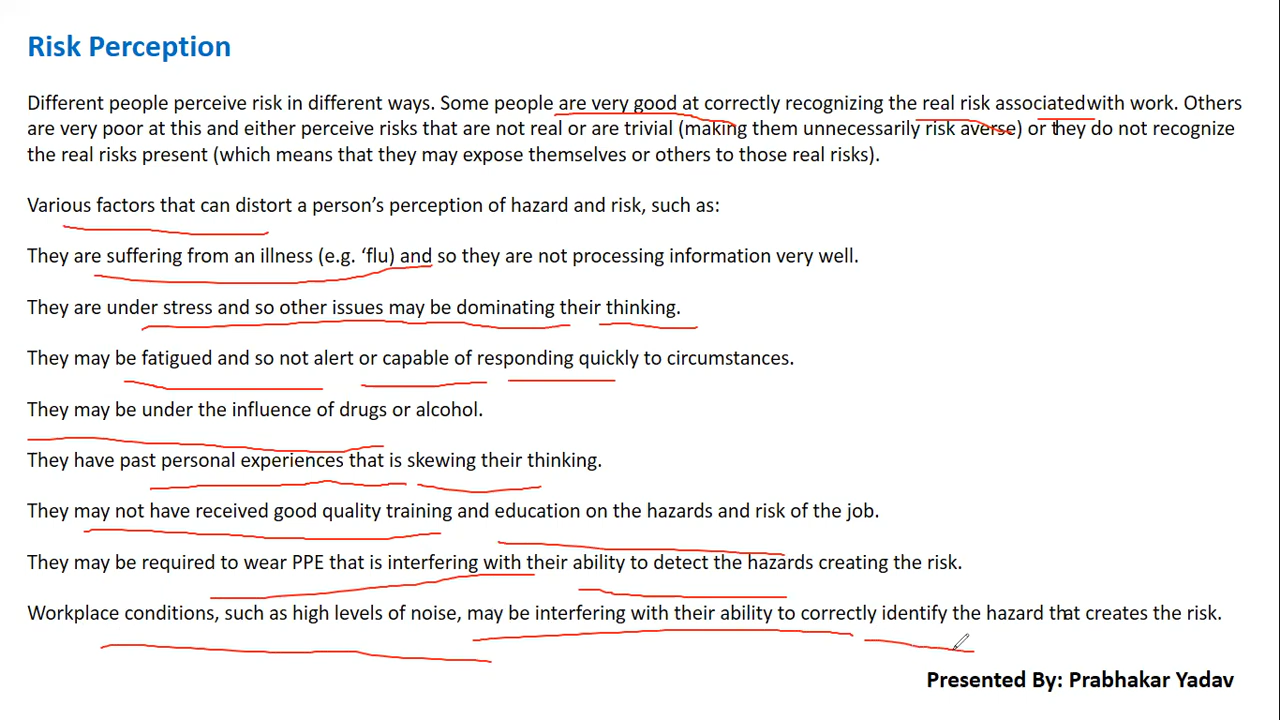 Risk Perception
Different people perceive risk in different ways. Some people are very good at correctly recognizing the real risk associated with work. Others
are very poor at this and either perceive risks that are not real or are trivial (making them unnecessarily risk averse) or they do not recognize
the real risks present (which means that they may expose themselves or others to those real risks).
Various factors that can distort a person’s perception of hazard and risk, such as:
They are suffering from an illness (e.g. ‘flu) and so they are not processing information very well.
They are under stress and so other issues may be dominating their thinking.
They may be fatigued and so not alert or capable of responding quickly to circumstances.
They may be under the influence of drugs or alcohol.
They have past personal experiences that is skewing their thinking.
They may not have received good quality training and education on the hazards and risk of the job.
They may be required to wear PPE that is interfering with their ability to detect the hazards creating the risk.
Workplace conditions, such as high levels of noise, may be interfering with their ability to correctly identify the hazard that creates the risk.
Presented By: Prabhakar Yadav